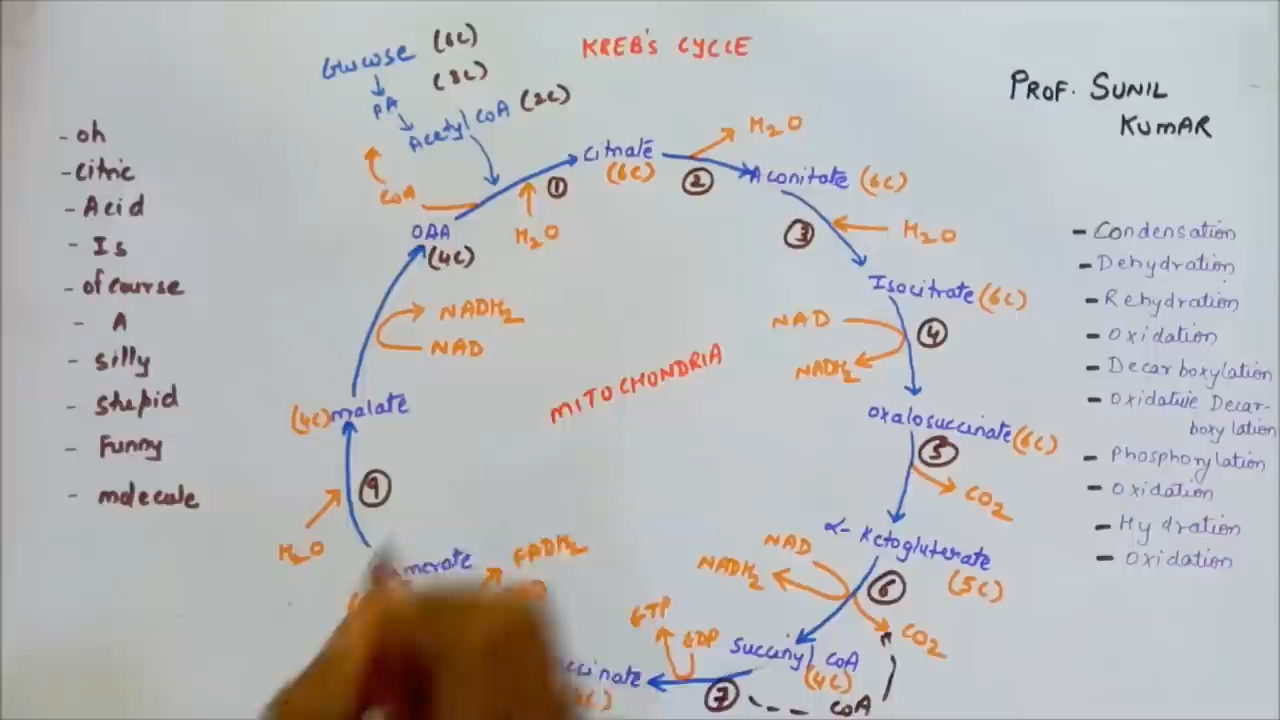 KREB'S CYCLE
PROF. SUNIL
KUMAR
Glucose (6C)
(3C)
PA
Acetyl CoA (2C)
CoA
OAA
(4C)
①
H₂O
Citrate
(6C)
②
H₂O
Aconitate (6C)
③
H₂O
Isocitrate (6C)
④
NAD
NADH₂
Oxalosuccinate (6C)
⑤
CO₂
α-Ketogluterate
(5C)
⑥
NAD
NADH₂
CO₂
Succinyl CoA
(4C)
⑦
CoA
GTP
GDP
ccinate
FADH₂
merate
⑨
H₂O
(4C) malate
NAD
NADH₂
MITOCHONDRIA
- oh
- citric
- Acid
- Is
- of course
- A
- silly
- stupid
- Funny
- molecule
- Condensation
- Dehydration
- Rehydration
- Oxidation
- Decarboxylation
- Oxidative Decar-
boxylation
- Phosphorylation
- Oxidation
- Hydration
- Oxidation